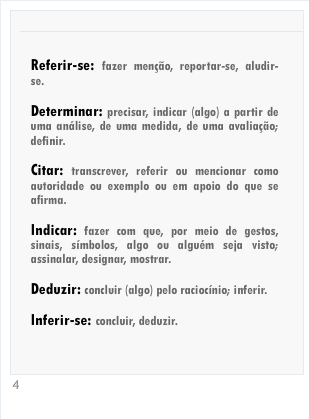 Referir-se: fazer menção, reportar-se, aludir-
se.
Determinar: precisar, indicar (algo) a partir de
uma análise, de uma medida, de uma avaliação;
definir.
Citar: transcrever, referir ou mencionar como
autoridade ou exemplo ou em apoio do que se
afirma.
Indicar: fazer com que, por meio de gestos,
sinais, símbolos, algo ou alguém seja visto;
assinalar, designar, mostrar.
Deduzir: concluir (algo) pelo raciocínio; inferir.
Inferir-se: concluir, deduzir.
4